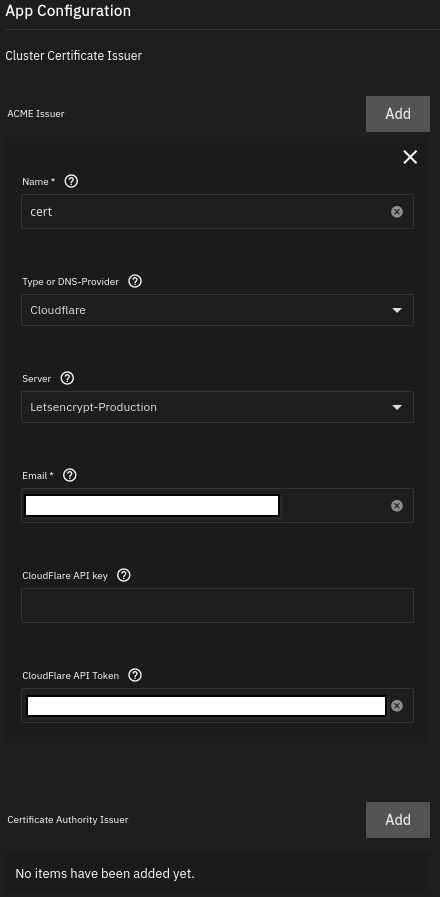 App Configuration
Cluster Certificate Issuer
ACME Issuer
Add
Name *
cert
Type or DNS-Provider
Cloudflare
Server
Letsencrypt-Production
Email *
CloudFlare API key
CloudFlare API Token
Certificate Authority Issuer
Add
No items have been added yet.